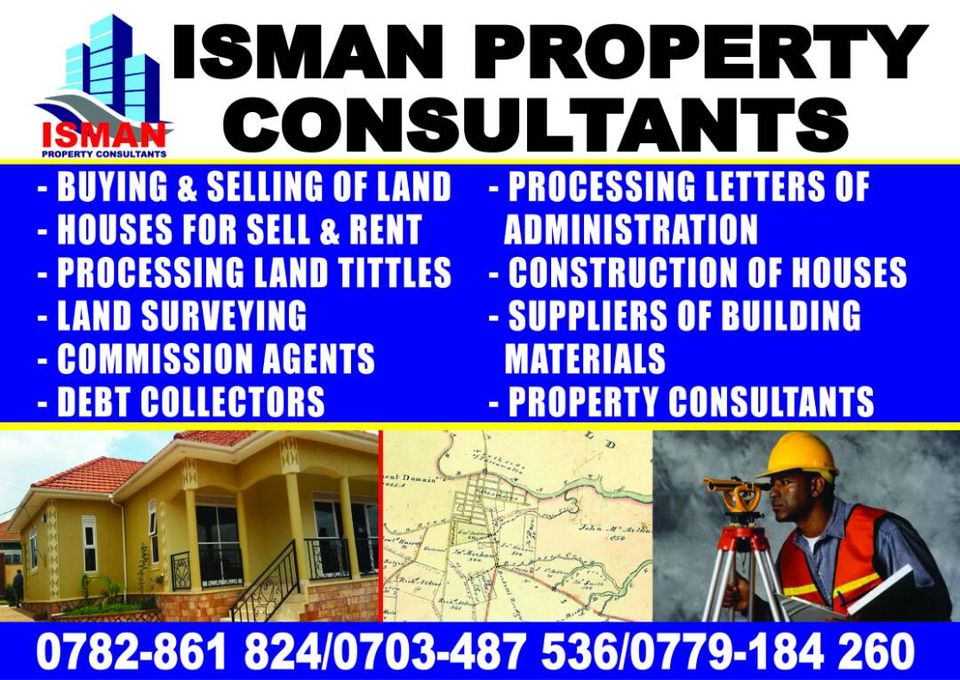 ISMAN PROPERTY
CONSULTANTS
ISMAN
PROPERTY CONSULTANTS
- BUYING & SELLING OF LAND
- HOUSES FOR SELL & RENT
- PROCESSING LAND TITTLES
- LAND SURVEYING
- COMMISSION AGENTS
- DEBT COLLECTORS
- PROCESSING LETTERS OF
ADMINISTRATION
- CONSTRUCTION OF HOUSES
- SUPPLIERS OF BUILDING
MATERIALS
- PROPERTY CONSULTANTS
0782-861 824/0703-487 536/0779-184 260